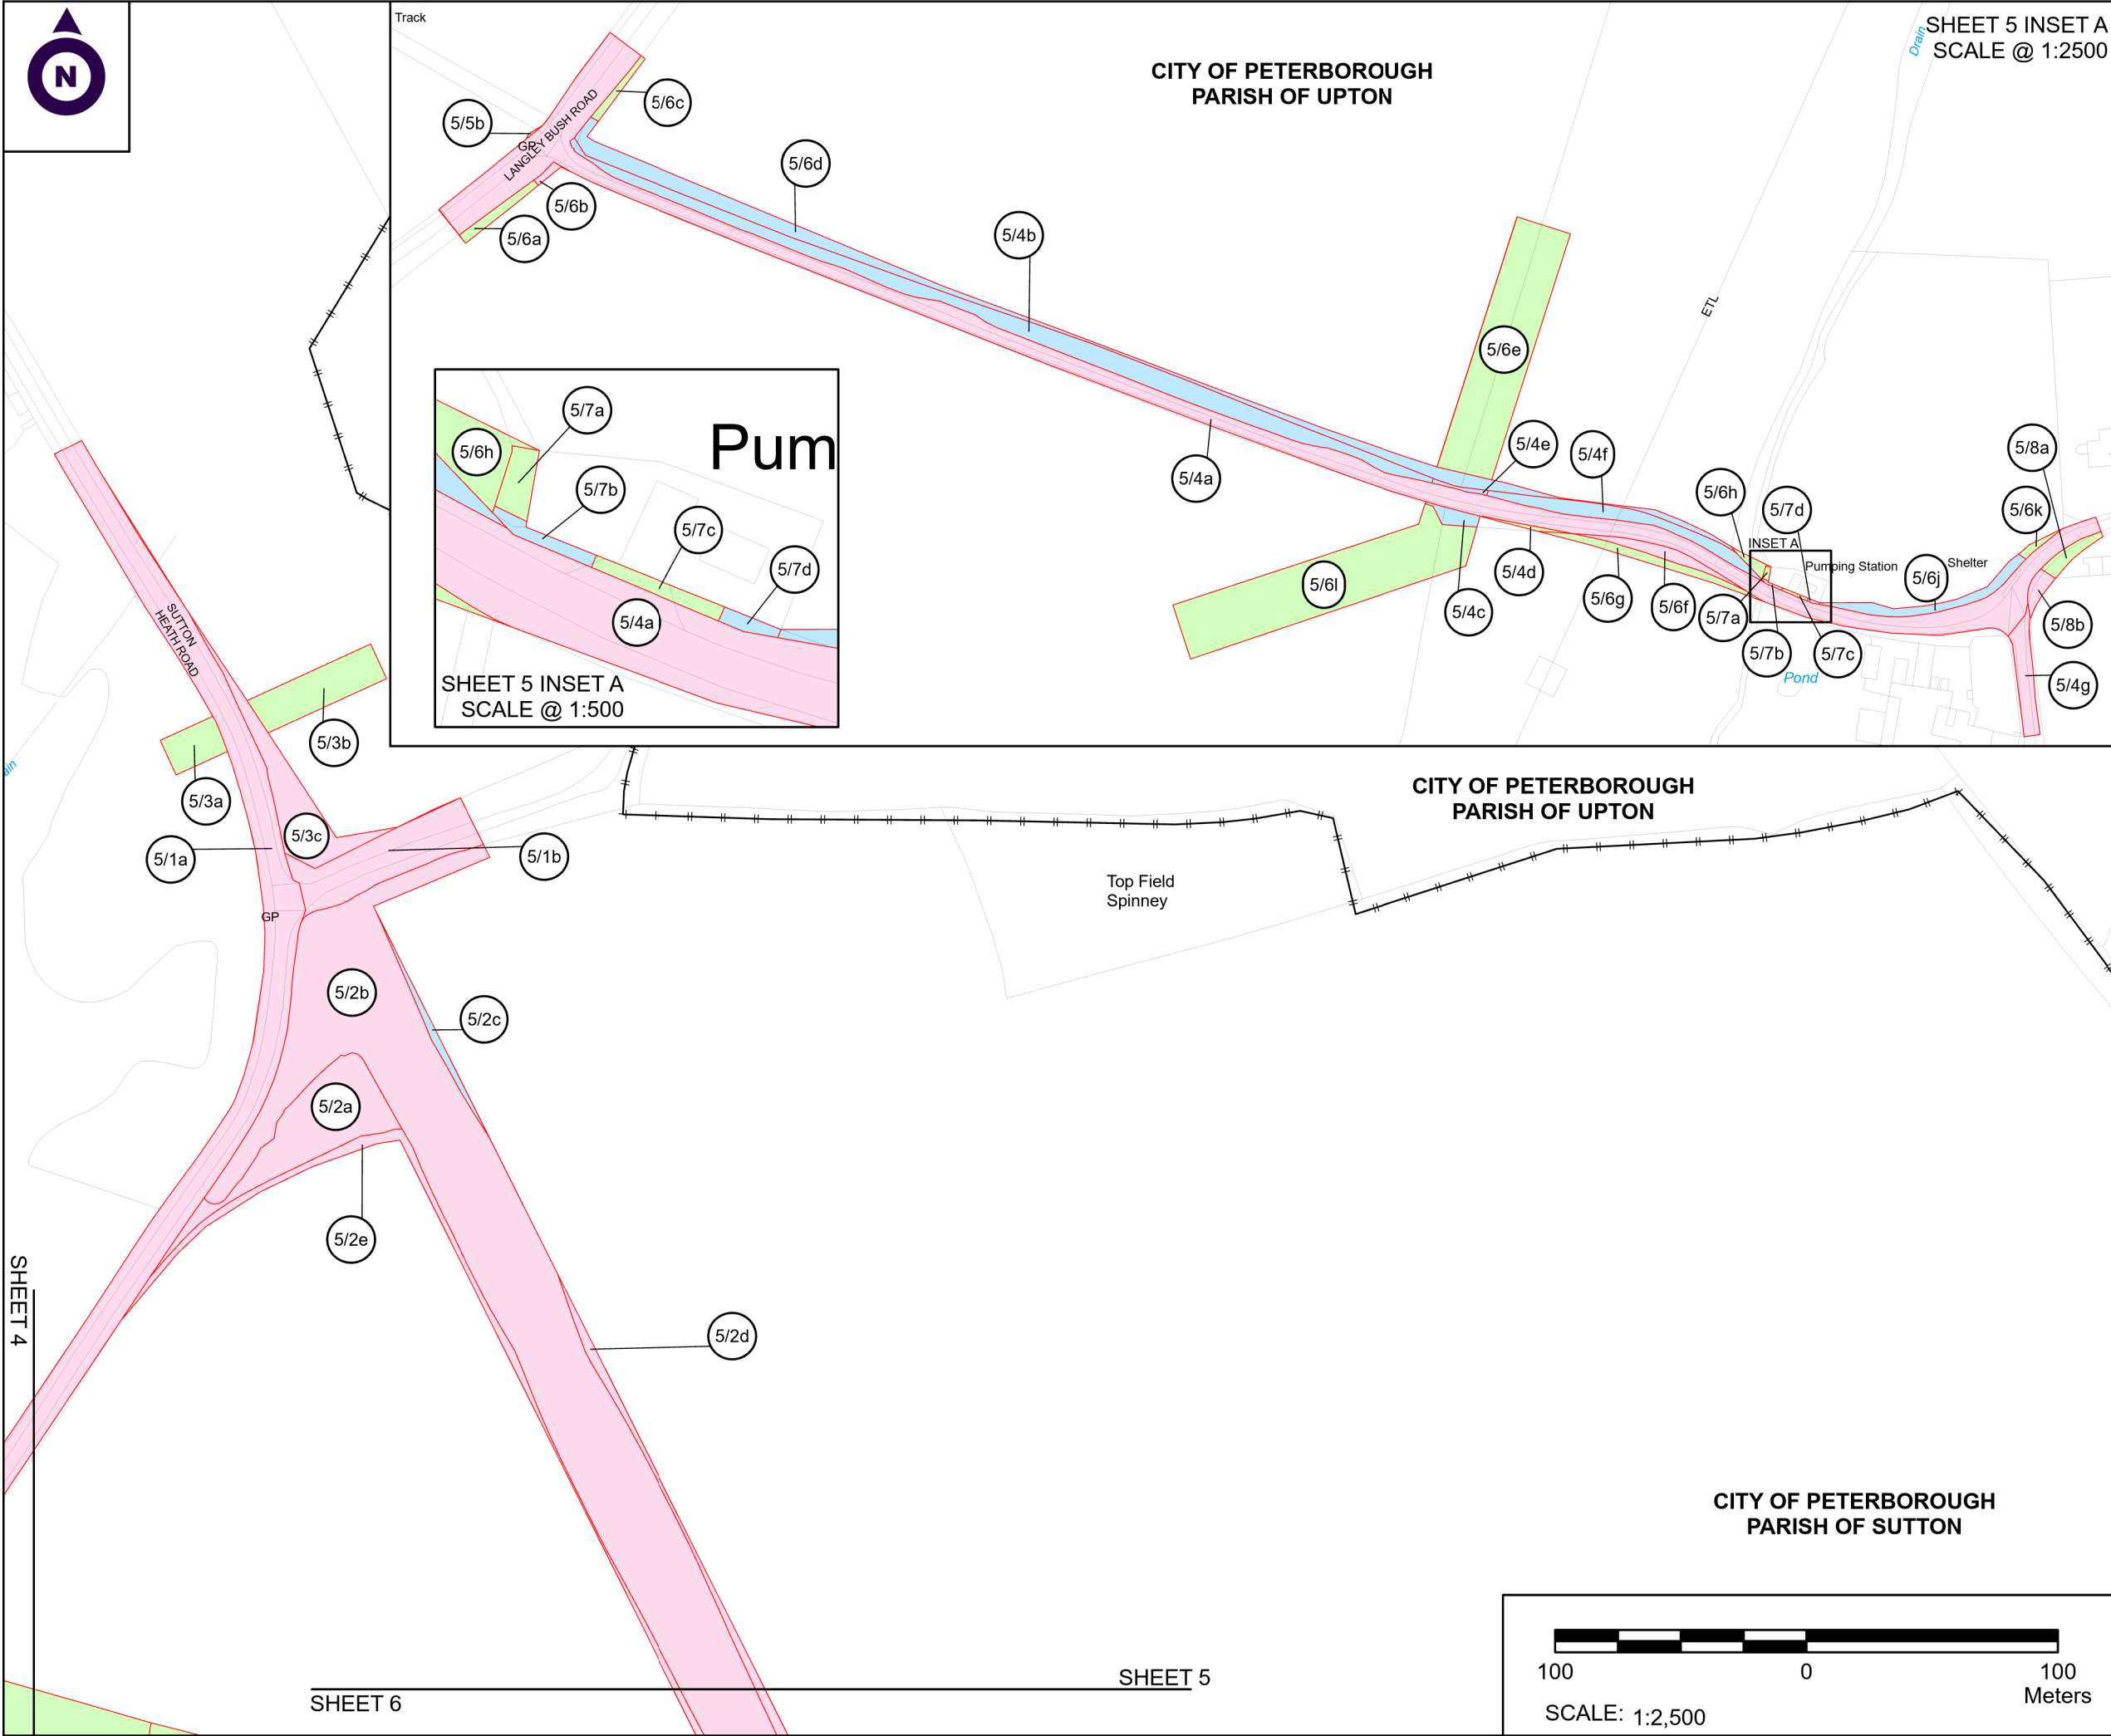 N
Track
CITY OF PETERBOROUGH
PARISH OF UPTON
Drain
SHEET 5 INSET A
SCALE @ 1:2500
5/5b
5/6c
GP
LANGLEY BUSH ROAD
5/6d
5/6b
5/6a
5/4b
ETL
5/6e
5/4a
5/4e
5/4f
5/6h
5/7d
5/8a
5/6k
INSET A
Pumping Station
Shelter
5/6j
5/6l
5/4c
5/4d
5/6g
5/6f
5/7a
5/7b
5/7c
5/8b
Pond
5/4g
5/7a
Pum
5/6h
5/7b
5/7c
5/7d
5/4a
SHEET 5 INSET A
SCALE @ 1:500
SUTTON
HEATH ROAD
5/3b
5/3a
ain
5/3c
5/1a
5/1b
GP
CITY OF PETERBOROUGH
PARISH OF UPTON
Top Field
Spinney
5/2b
5/2c
5/2a
5/2e
5/2d
SHEET 4
CITY OF PETERBOROUGH
PARISH OF SUTTON
SHEET 5
SHEET 6
100 0 100
Meters
SCALE: 1:2,500